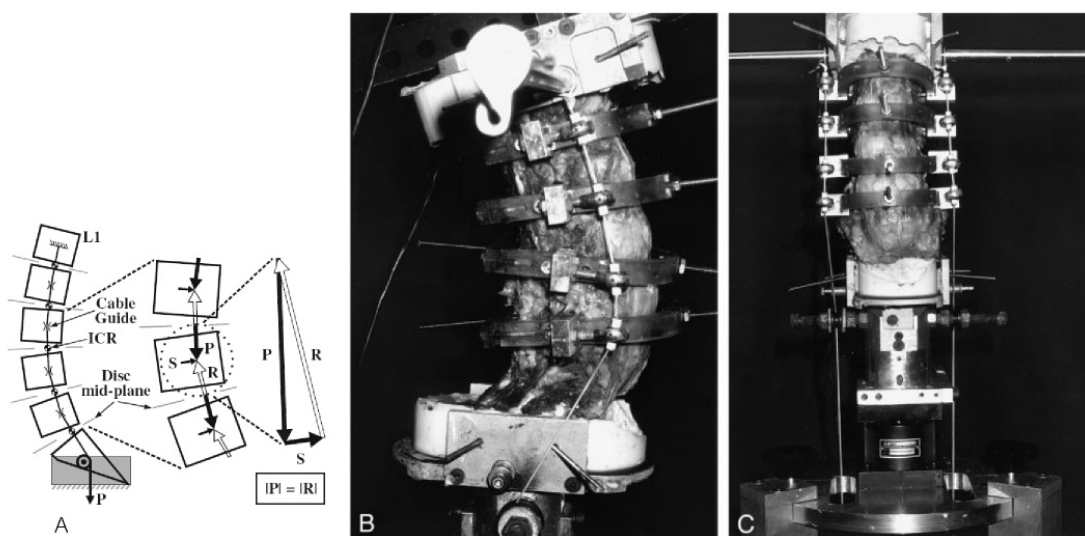 L1
Cable
Guide
ICR
Disc
mid-plane
P
A
S
P
R
P
R
S
|P| = |R|
B
C